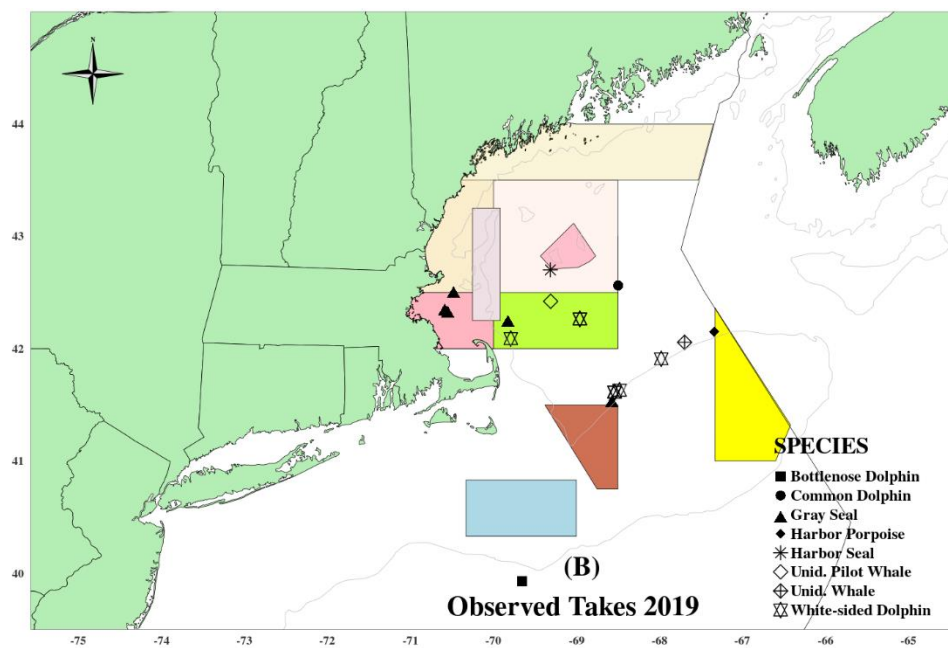 N
44
43
42
41
40
SPECIES
Bottlenose Dolphin
Common Dolphin
Gray Seal
Harbor Porpoise
Harbor Seal
Unid. Pilot Whale
Unid. Whale
White-sided Dolphin
(B)
Observed Takes 2019
-75 -74 -73 -72 -71 -70 -69 -68 -67 -66 -65